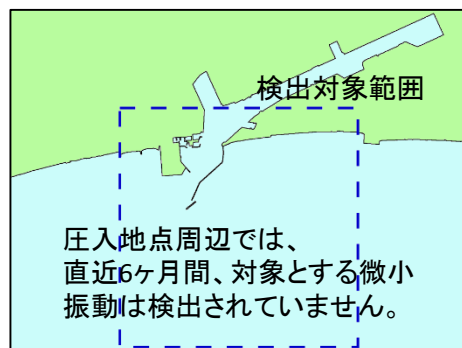 検出対象範囲
圧入地点周辺では、
直近6ヶ月間、対象とする微小
振動は検出されていません。